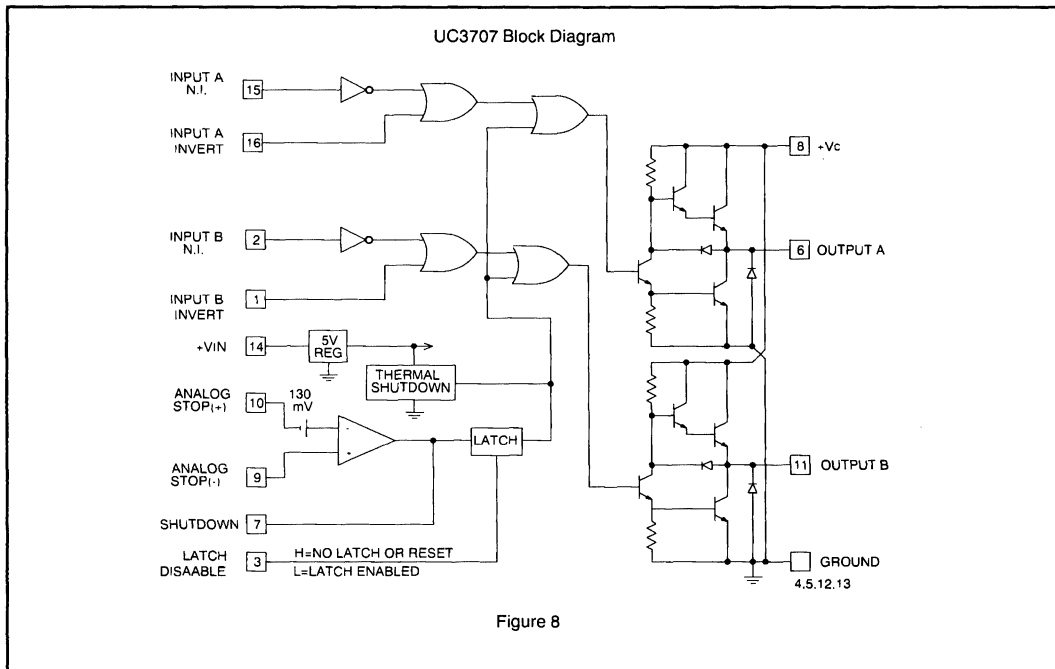 UC3707 Block Diagram
INPUT A
N.I.
15
INPUT A
INVERT
16
8
+Vc
INPUT B
N.I.
2
6
OUTPUT A
INPUT B
INVERT
1
+VIN
14
5V
REG
THERMAL
SHUTDOWN
ANALOG
STOP(+)
10
130
mV
-
+
LATCH
ANALOG
STOP(-)
9
11
OUTPUT B
SHUTDOWN
7
LATCH
DISAABLE
3
H=NO LATCH OR RESET
L=LATCH ENABLED
GROUND
4.5.12.13
Figure 8